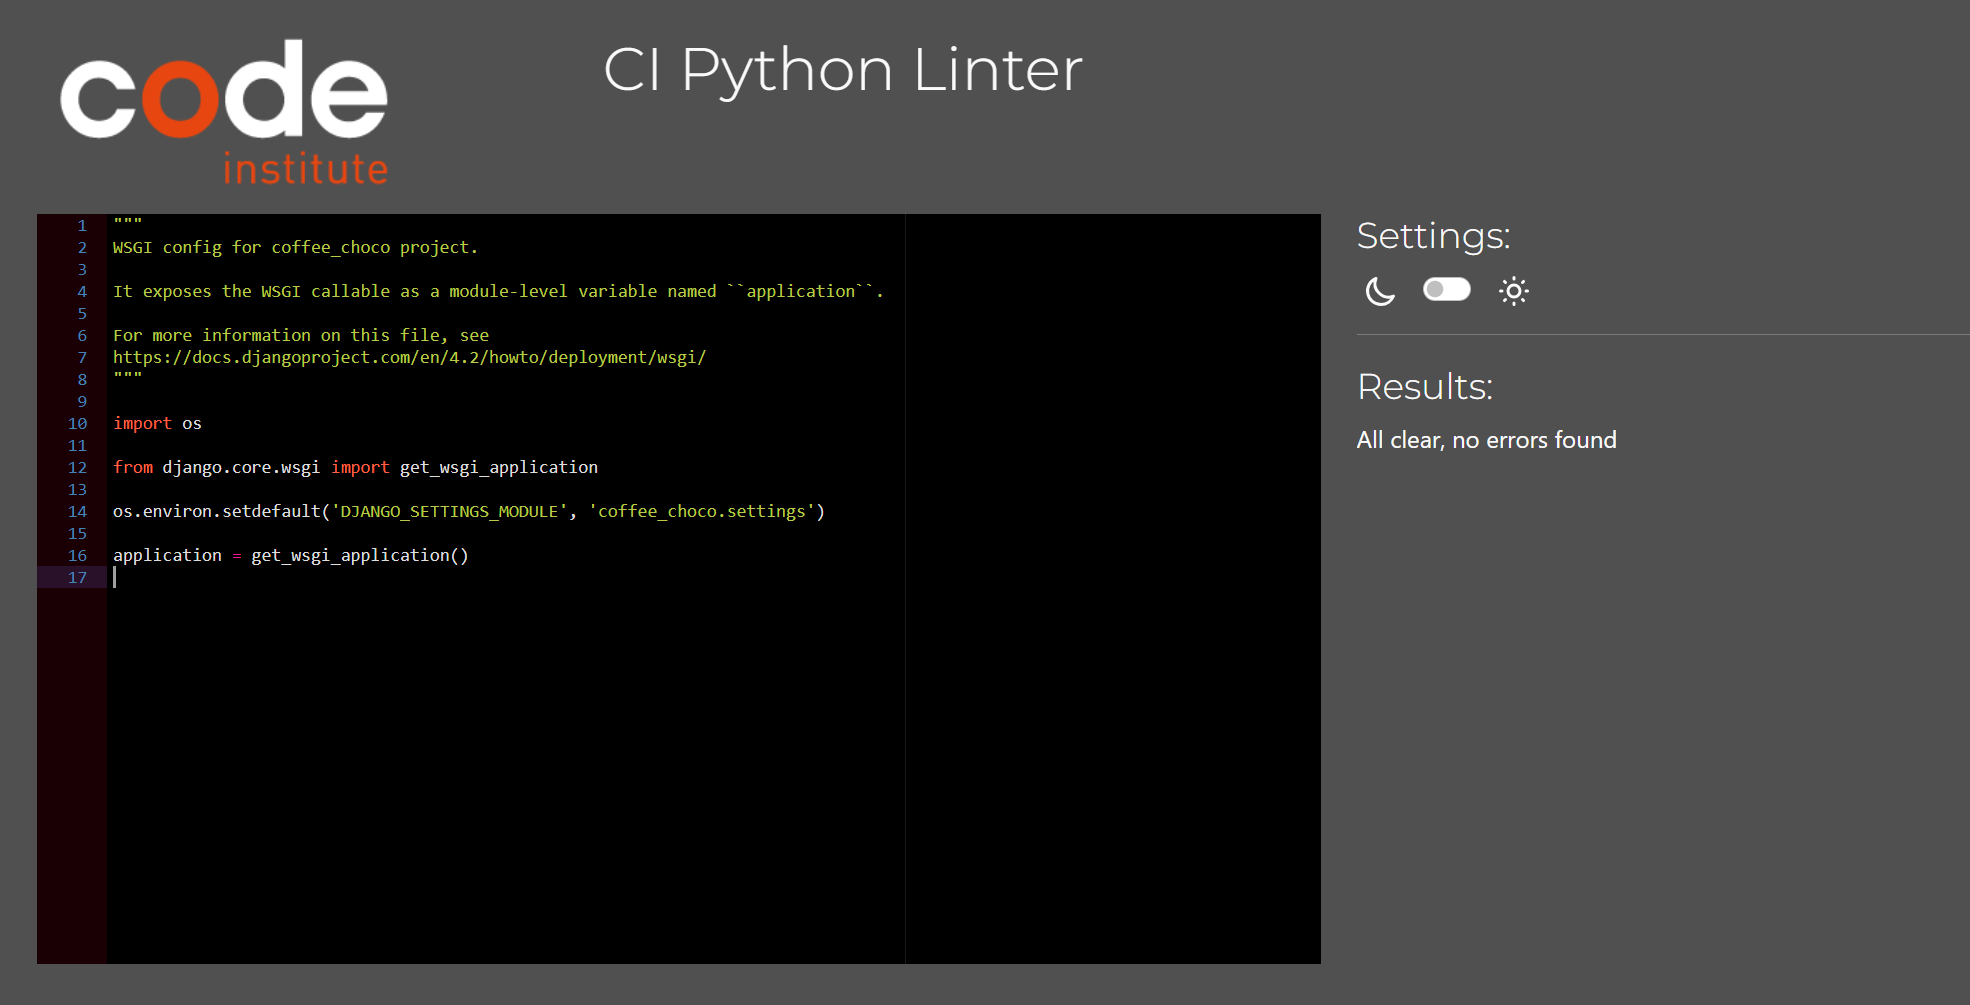 code
institute
CI Python Linter
1 """
2 WSGI config for coffee_choco project.
3
4 It exposes the WSGI callable as a module-level variable named ``application``.
5
6 For more information on this file, see
7 https://docs.djangoproject.com/en/4.2/howto/deployment/wsgi/
8 """
9
10 import os
11
12 from django.core.wsgi import get_wsgi_application
13
14 os.environ.setdefault('DJANGO_SETTINGS_MODULE', 'coffee_choco.settings')
15
16 application = get_wsgi_application()
17
Settings:
Results:
All clear, no errors found